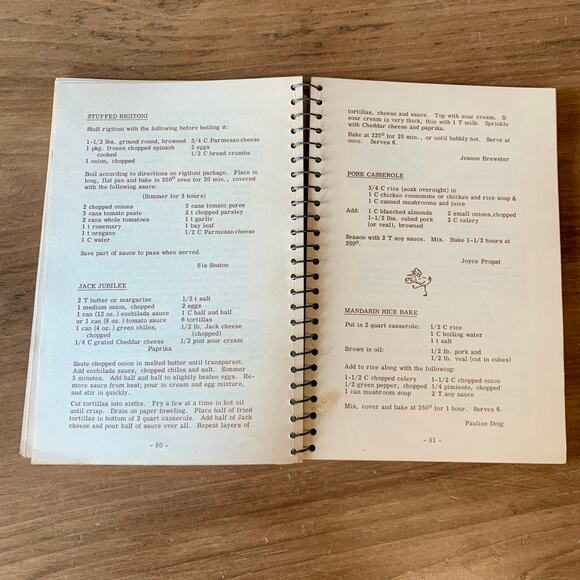 STUFFED RIGITONI
Stuff rigitoni with the following before boiling it:
1-1/2 lbs. ground round, browned 3/4 C Parmesan cheese
1 pkg. frozen chopped spinach 2 eggs
cooked 1/2 C bread crumbs
1 onion, chopped
Boil according to directions on rigitoni package. Place in
long, flat pan and bake in 350° oven for 30 min., covered
with the following sauce:
(Simmer for 3 hours)
2 chopped onions 3 cans tomato puree
3 cans tomato paste 2 t chopped parsley
2 cans whole tomatoes 1 t garlic
1 t rosemary 1 bay leaf
1 t oregano 1/2 C Parmesan cheese
1 C water
Save part of sauce to pass when served.
Sis Seaton
JACK JUBILEE
2 T butter or margarine 1/2 t salt
1 medium onion, chopped 2 eggs
1 can (12 oz.) enchilada sauce 1 C half and half
or 1 can (8 oz.) tomato sauce 6 tortillas
1 can (4 oz.) green chiles, 1/2 lb. Jack cheese
chopped (chopped)
1/4 C grated Cheddar cheese 1/2 pint sour cream
Paprika
Saute chopped onion in melted butter until transparent.
Add enchilada sauce, chopped chiles and salt. Simmer
5 minutes. Add half and half to slightly beaten eggs. Re-
move sauce from heat; pour in cream and egg mixture,
and stir in quickly.
Cut tortillas into sixths. Fry a few at a time in hot oil
until crisp. Drain on paper toweling. Place half of fried
tortillas in bottom of 2 quart casserole. Add half of Jack
cheese and pour half of sauce over all. Repeat layers of
- 80 -
tortillas, cheese and sauce. Top with sour cream. If
sour cream is very thick, thin with 1 T milk. Sprinkle
with Cheddar cheese and paprika.
Bake at 325° for 20 min., or until bubbly hot. Serve at
once. Serves 6.
Jeanne Brewster
PORK CASSEROLE
3/4 C rice (soak overnight) in
1 C chicken consomme or chicken and rice soup &
1 C canned mushrooms and juice
Add: 1 C blanched almonds 2 small onions, chopped
1-1/2 lbs. cubed pork 2 C celery
(or veal), browned
Season with 2 T soy sauce. Mix. Bake 1-1/2 hours at
350°.
Joyce Propst
MANDARIN RICE BAKE
Put in 2 quart casserole: 1/2 C rice
1 C boiling water
1 t salt
Brown in oil: 1/2 lb. pork and
1/2 lb. veal (cut in cubes)
Add to rice along with the following:
1-1/2 C chopped celery 1-1/2 C chopped onion
1/2 green pepper, chopped 1/4 pimiento, chopped
1 can mushroom soup 2 T soy sauce
Mix, cover and bake at 350° for 1 hour. Serves 6.
Pauline Doig
- 81 -